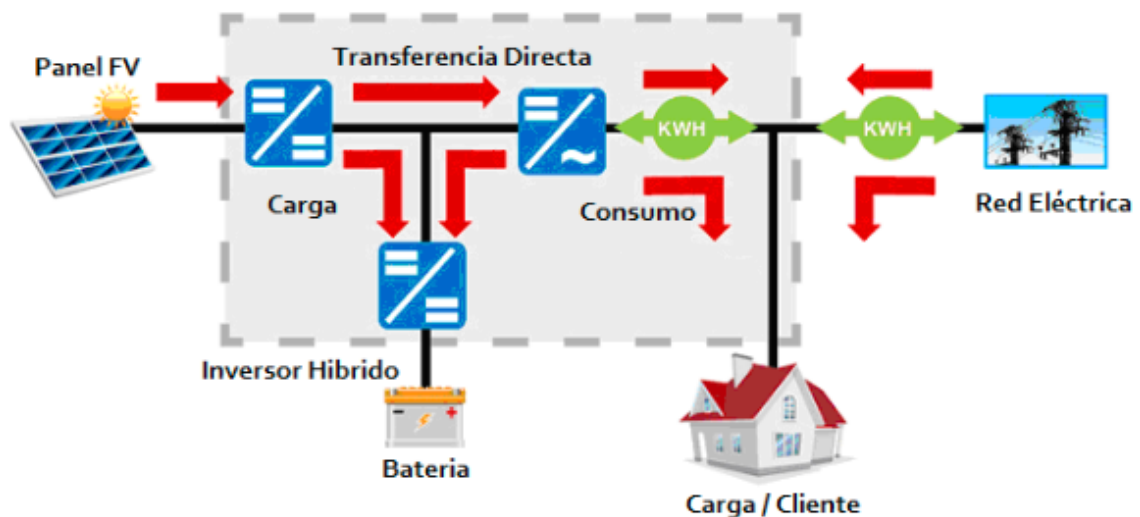 Transferencia Directa
Panel FV
KWH
KWH
Carga
Consumo
Red Eléctrica
Inversor Hibrido
Bateria
Carga / Cliente